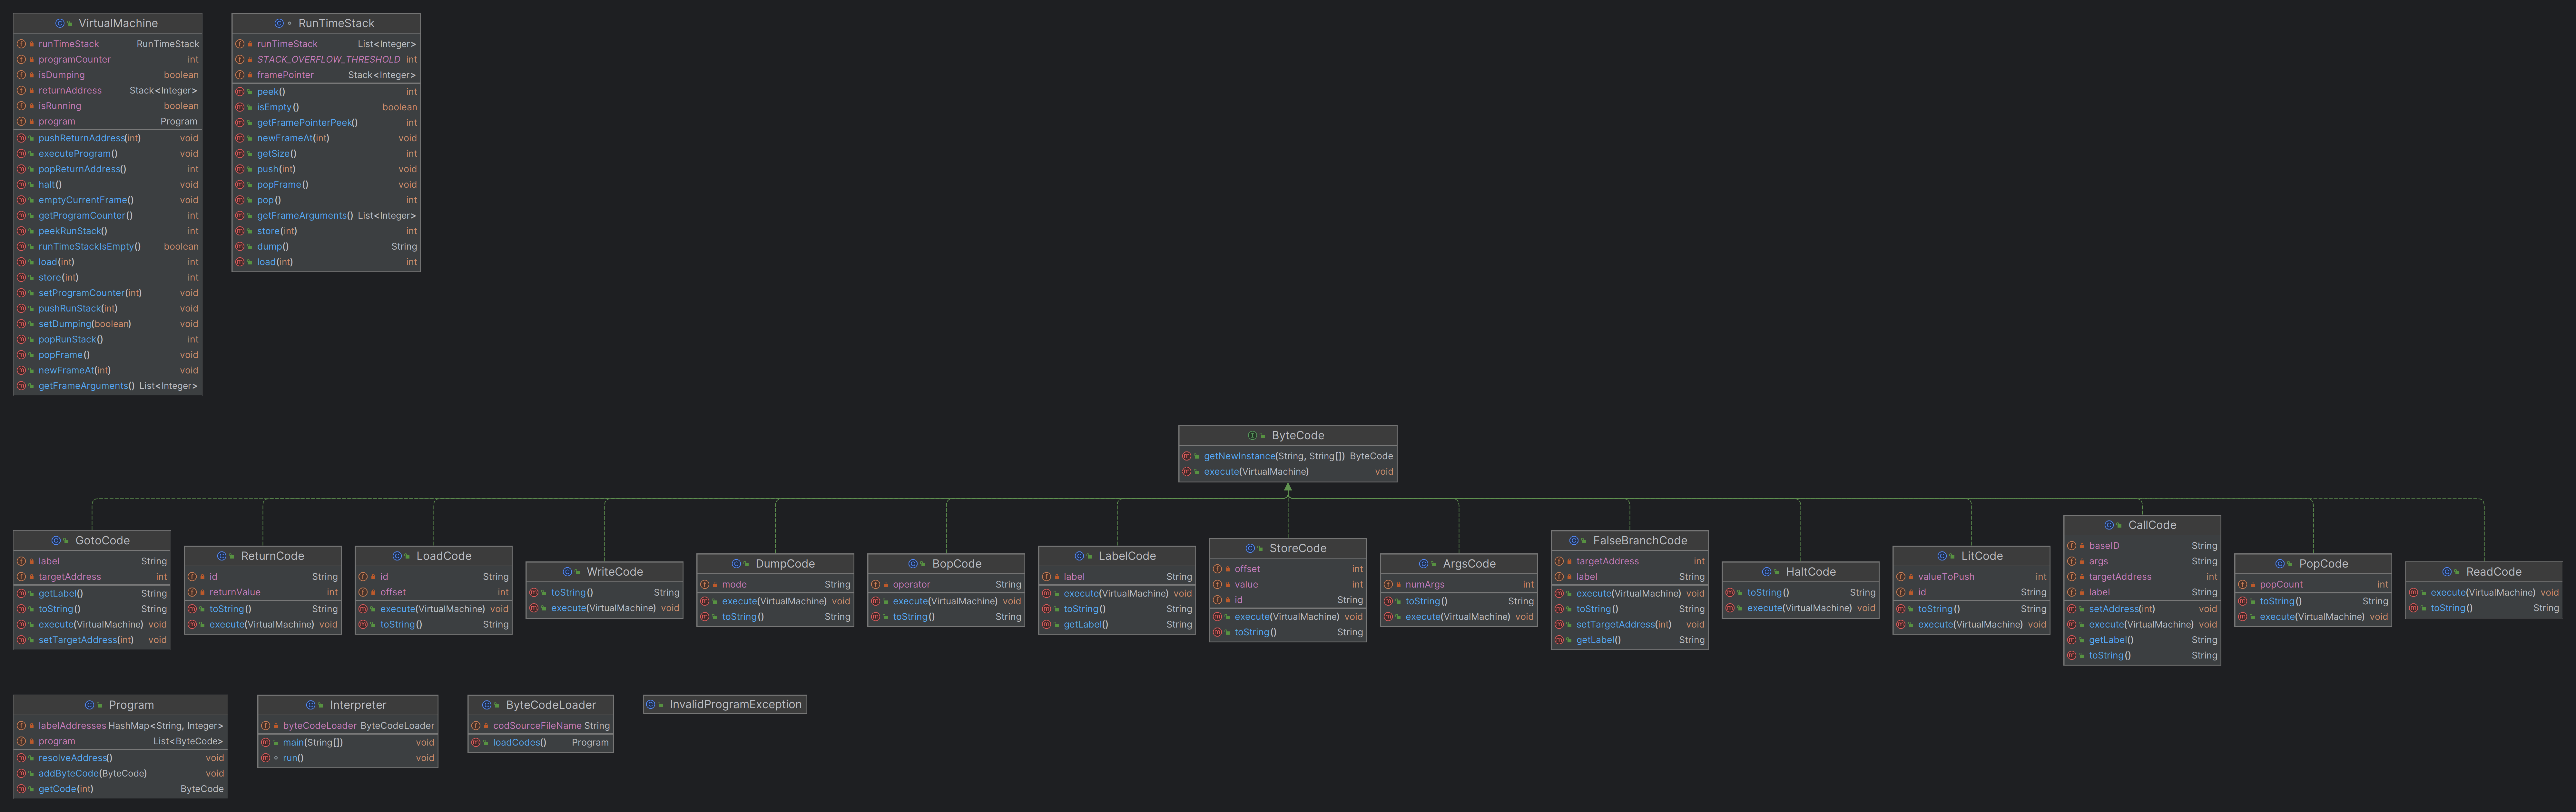 VirtualMachine
runTimeStack RunTimeStack
programCounter int
isDumping boolean
returnAddress Stack<Integer>
isRunning boolean
program Program
pushReturnAddress(int) void
executeProgram() void
popReturnAddress() int
halt() void
emptyCurrentFrame() void
getProgramCounter() int
peekRunStack() int
runTimeStackIsEmpty() boolean
load(int) int
store(int) int
setProgramCounter(int) void
pushRunStack(int) void
setDumping(boolean) void
popRunStack() int
popFrame() void
newFrameAt(int) void
getFrameArguments() List<Integer>
RunTimeStack
runTimeStack List<Integer>
STACK_OVERFLOW_THRESHOLD int
framePointer Stack<Integer>
peek() int
isEmpty() boolean
getFramePointerPeek() int
newFrameAt(int) void
getSize() int
push(int) void
popFrame() void
pop() int
getFrameArguments() List<Integer>
store(int) int
dump() String
load(int) int
ByteCode
getNewInstance(String, String[]) ByteCode
execute(VirtualMachine) void
GotoCode
label String
targetAddress int
getLabel() String
toString() String
execute(VirtualMachine) void
setTargetAddress(int) void
ReturnCode
id String
returnValue int
toString() String
execute(VirtualMachine) void
LoadCode
id String
offset int
execute(VirtualMachine) void
toString() String
WriteCode
toString() String
execute(VirtualMachine) void
DumpCode
mode String
execute(VirtualMachine) void
toString() String
BopCode
operator String
execute(VirtualMachine) void
toString() String
LabelCode
label String
execute(VirtualMachine) void
toString() String
getLabel() String
StoreCode
offset int
value int
id String
execute(VirtualMachine) void
toString() String
ArgsCode
numArgs int
toString() String
execute(VirtualMachine) void
FalseBranchCode
targetAddress int
label String
execute(VirtualMachine) void
toString() String
setTargetAddress(int) void
getLabel() String
HaltCode
toString() String
execute(VirtualMachine) void
LitCode
valueToPush int
id String
toString() String
execute(VirtualMachine) void
CallCode
baseID String
args String
targetAddress int
label String
setAddress(int) void
execute(VirtualMachine) void
getLabel() String
toString() String
PopCode
popCount int
toString() String
execute(VirtualMachine) void
ReadCode
execute(VirtualMachine) void
toString() String
Program
labelAddresses HashMap<String, Integer>
program List<ByteCode>
resolveAddress() void
addByteCode(ByteCode) void
getCode(int) ByteCode
Interpreter
byteCodeLoader ByteCodeLoader
main(String[]) void
run() void
ByteCodeLoader
codSourceFileName String
loadCodes() Program
InvalidProgramException